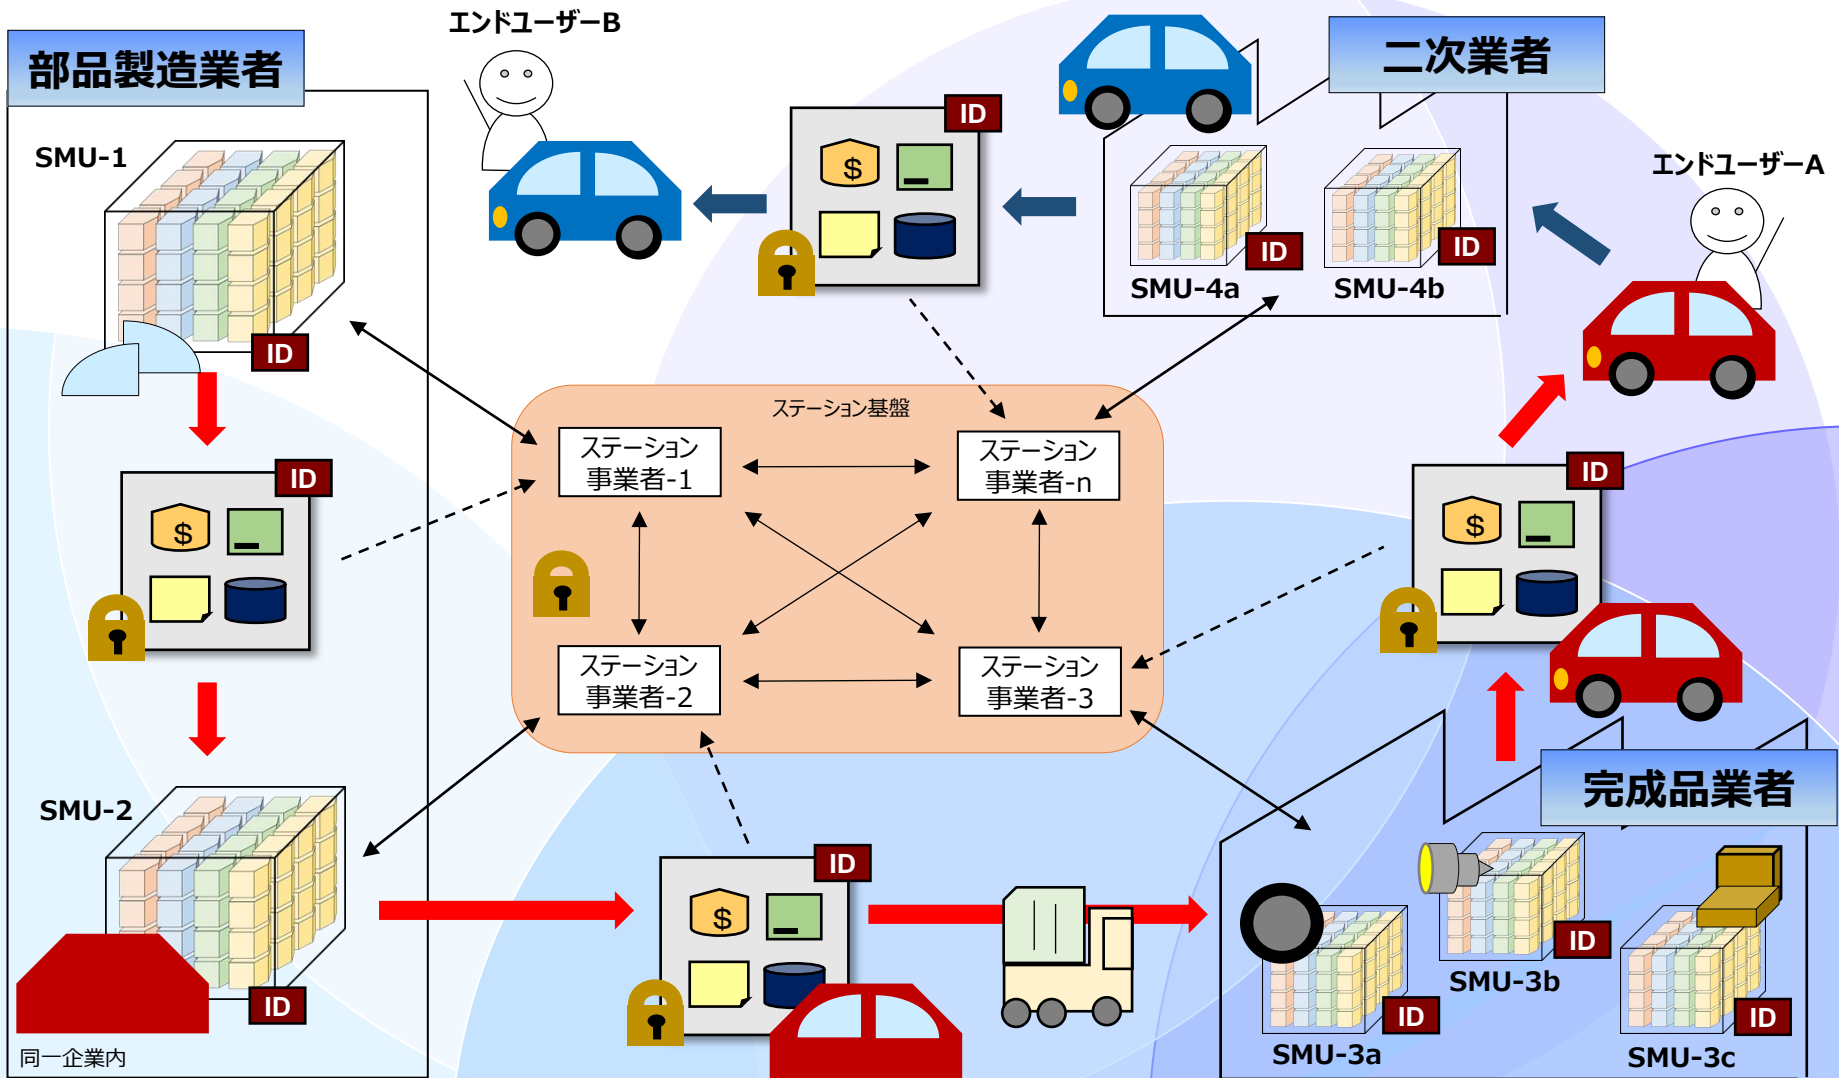 エンドユーザーB
部品製造業者
二次業者
ID
$
SMU-1
エンドユーザーA
ID
ID
SMU-4a
SMU-4b
ID
ステーション基盤
ステーション
事業者-1
ステーション
事業者-n
ID
$
ID
$
ステーション
事業者-2
ステーション
事業者-3
SMU-2
完成品業者
ID
$
ID
SMU-3b
ID
ID
ID
同一企業内
SMU-3a
SMU-3c